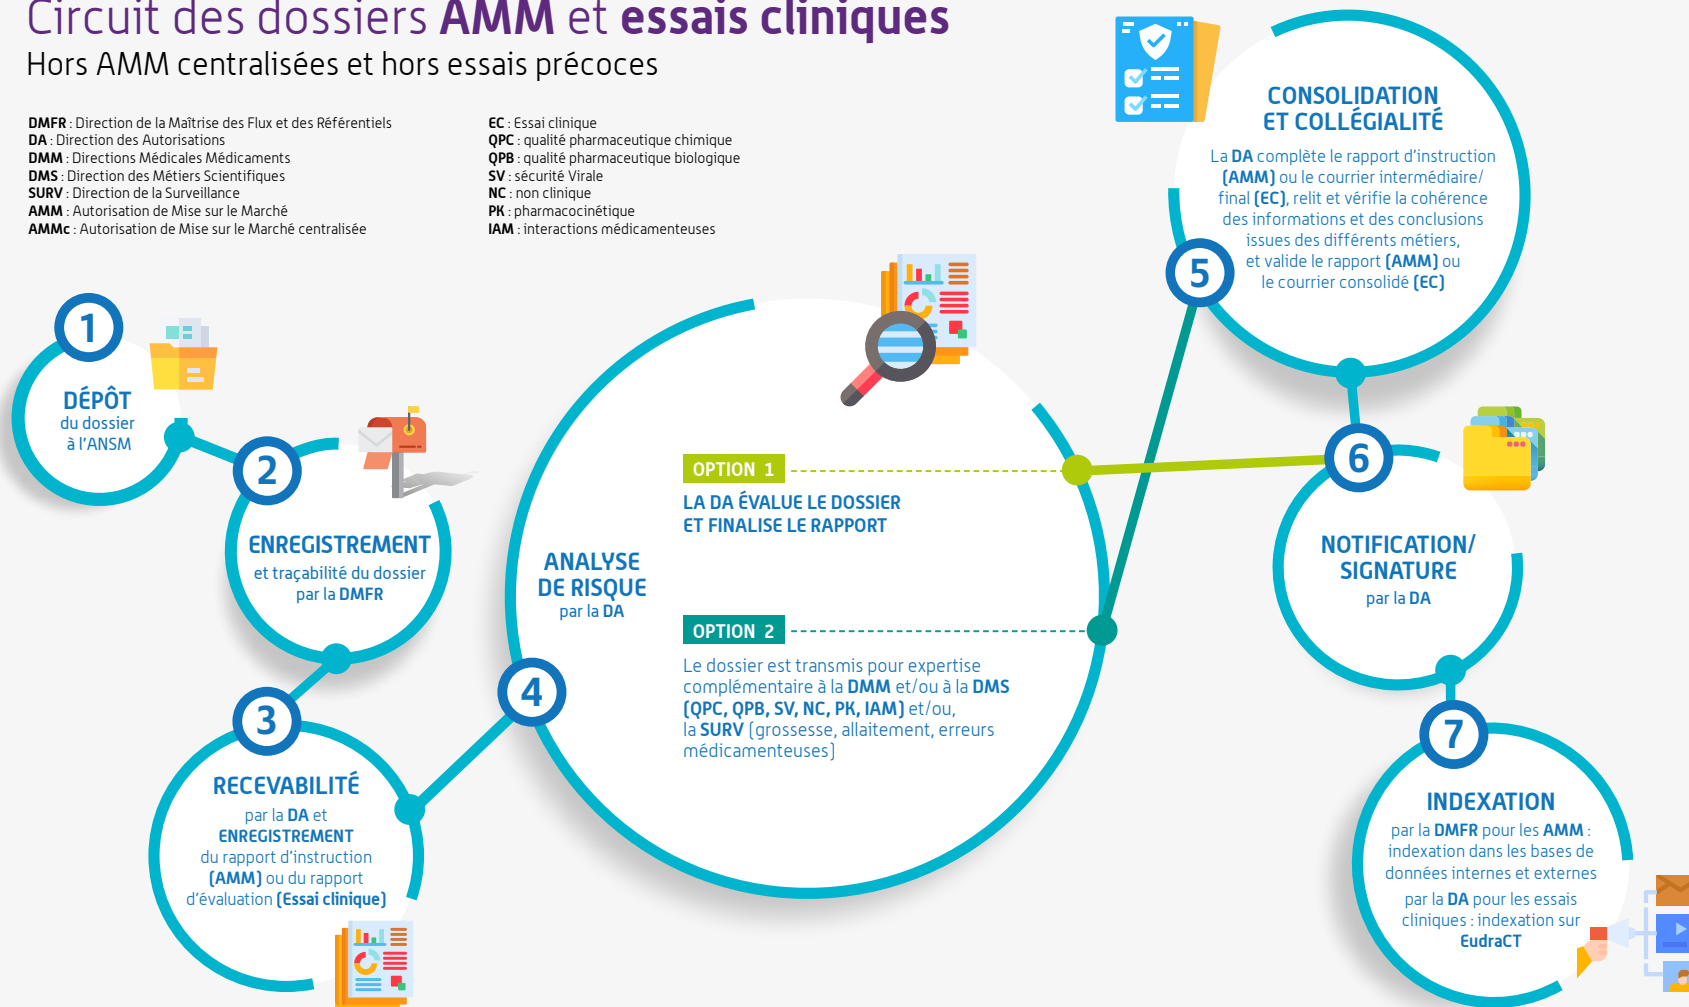 Circuit des dossiers AMM et essais cliniques
Hors AMM centralisées et hors essais précoces
DMFR : Direction de la Maîtrise des Flux et des Référentiels
DA : Direction des Autorisations
DMM : Directions Médicales Médicaments
DMS : Direction des Métiers Scientifiques
SURV : Direction de la Surveillance
AMM : Autorisation de Mise sur le Marché
AMMc : Autorisation de Mise sur le Marché centralisée
EC : Essai clinique
QPC : qualité pharmaceutique chimique
QPB : qualité pharmaceutique biologique
SV : sécurité Virale
NC : non clinique
PK : pharmacocinétique
IAM : interactions médicamenteuses
1
DÉPÔT
du dossier
à l'ANSM
2
ENREGISTREMENT
et traçabilité du dossier
par la DMFR
3
RECEVABILITÉ
par la DA et
ENREGISTREMENT
du rapport d'instruction
(AMM) ou du rapport
d'évaluation (Essai clinique)
4
ANALYSE
DE RISQUE
par la DA
OPTION 1
LA DA ÉVALUE LE DOSSIER
ET FINALISE LE RAPPORT
OPTION 2
Le dossier est transmis pour expertise
complémentaire à la DMM et/ou à la DMS
(QPC, QPB, SV, NC, PK, IAM) et/ou,
la SURV (grossesse, allaitement, erreurs
médicamenteuses)
5
CONSOLIDATION
ET COLLÉGIALITÉ
La DA complète le rapport d'instruction
(AMM) ou le courrier intermédiaire/
final (EC), relit et vérifie la cohérence
des informations et des conclusions
issues des différents métiers,
et valide le rapport (AMM) ou
le courrier consolidé (EC)
6
NOTIFICATION/
SIGNATURE
par la DA
7
INDEXATION
par la DMFR pour les AMM :
indexation dans les bases de
données internes et externes
par la DA pour les essais
cliniques : indexation sur
EudraCT